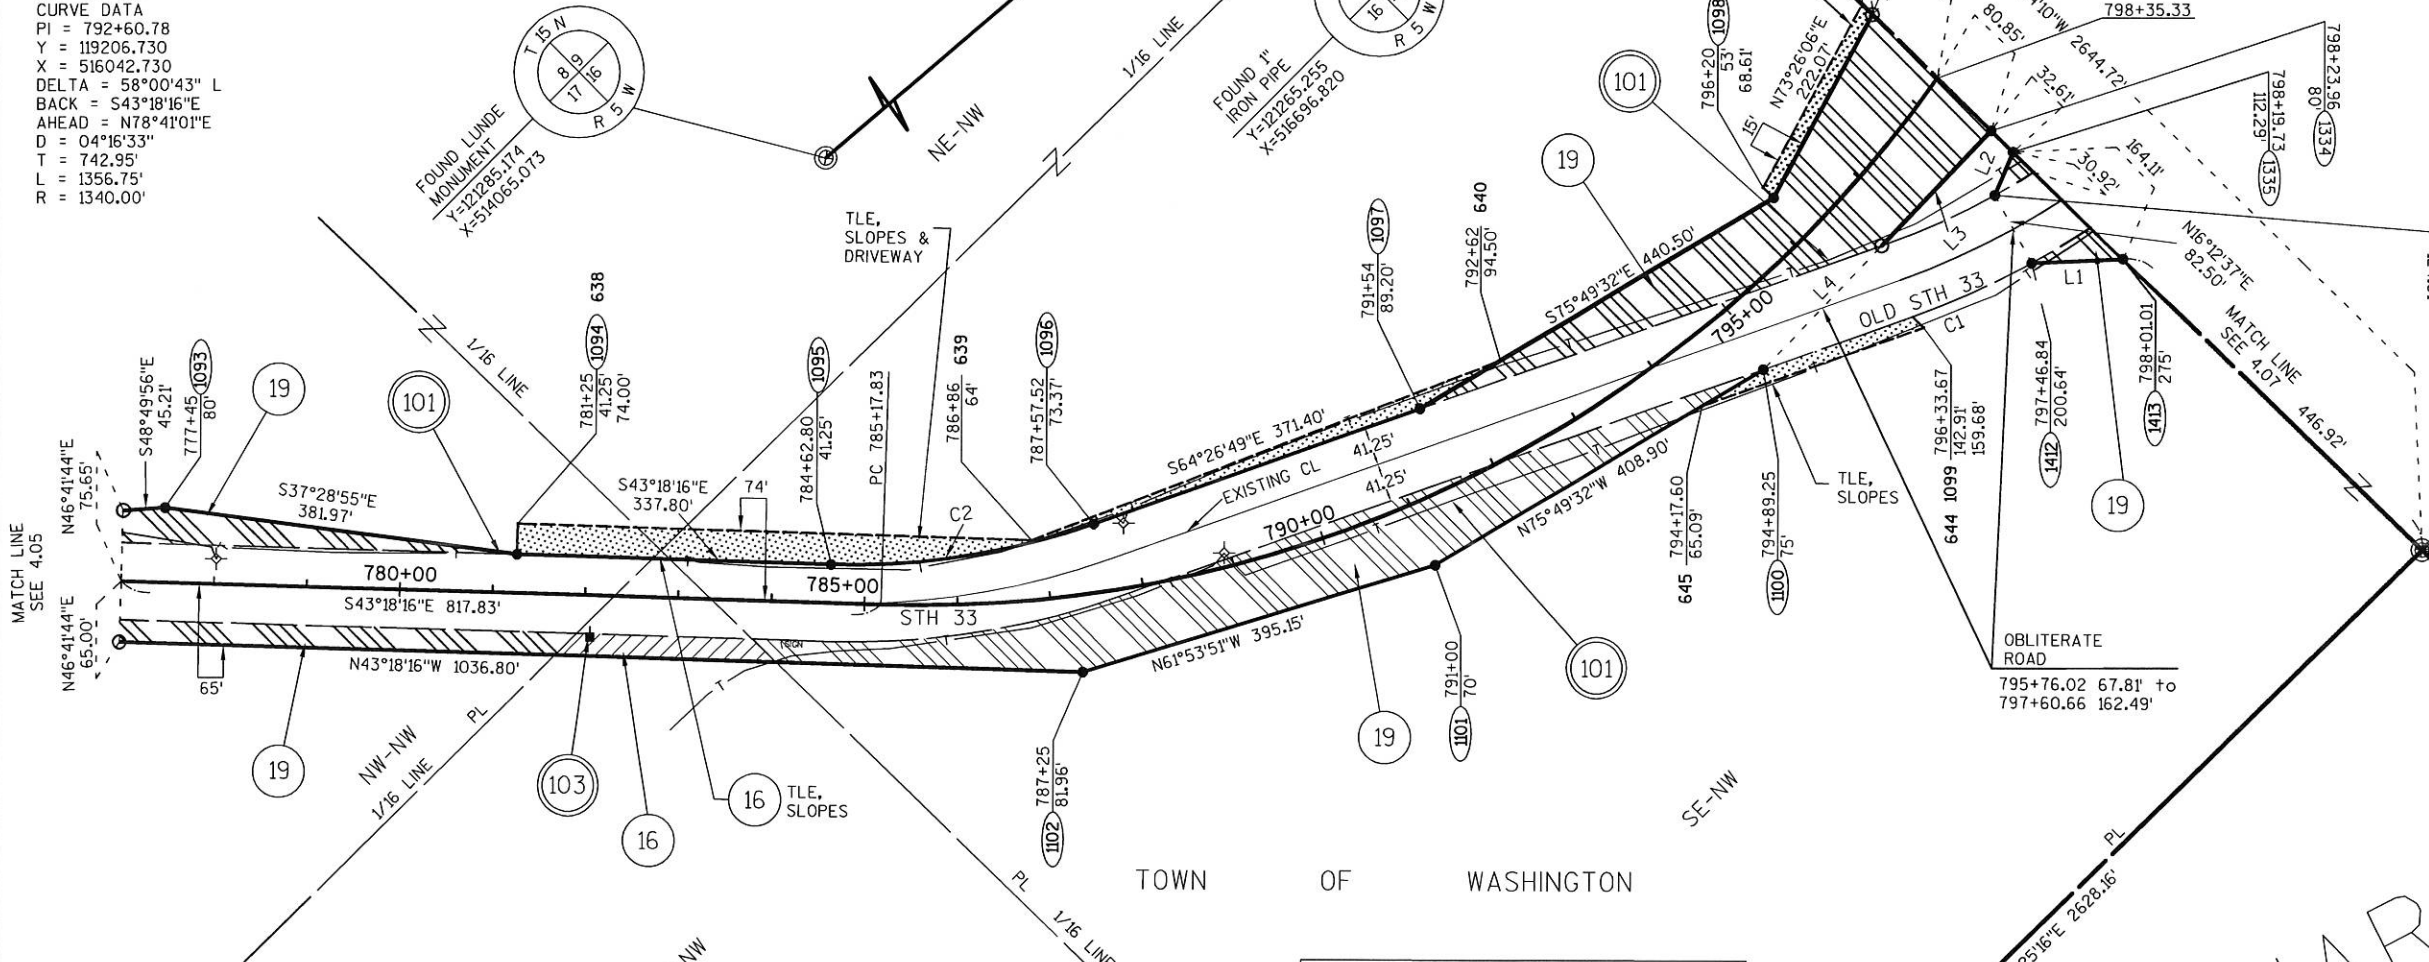 CURVE DATA
PI = 792+60.78
Y = 119206.730
X = 516042.730
DELTA = 58°00'43" L
BACK = S43°18'16"E
AHEAD = N78°41'01"E
D = 04°16'33"
T = 742.95'
L = 1356.75'
R = 1340.00'
T 15 N
8 9
17 16
R 5 W
FOUND LUNDE
MONUMENT
Y=121285.174
X=514065.073
16
R 5 W
FOUND 1"
IRON PIPE
Y=121265.255
X=516696.820
1/16 LINE
NE-NW
TLE,
SLOPES &
DRIVEWAY
1098
796+20
53'
68.61'
101
19
15'
N73°26'06"E
222.07'
80.85'
2644.72'
798+35.33
32.61'
798+23.96
80'
1334
798+19.73
112.29'
1335
164.11'
30.92'
L2
L3
L4
N16°12'37"E
82.50'
L1
MATCH LINE
SEE 4.07
446.92'
1097
791+54
89.20'
640
792+62
94.50'
S75°49'32"E 440.50'
795+00
OLD STH 33
C1
638
1094
781+25
41.25'
74.00'
1/16 LINE
1095
784+62.80
41.25'
PC 785+17.83
639
786+86
64'
1096
787+57.52
73.37'
S48°49'56"E
45.21'
1093
777+45
80'
19
101
N46°41'44"E
75.65'
S37°28'55"E
381.97'
S43°18'16"E
337.80'
74'
C2
S64°26'49"E 371.40'
41.25'
41.25'
EXISTING CL
790+00
MATCH LINE
SEE 4.05
780+00
785+00
S43°18'16"E 817.83'
STH 33
N46°41'44"E
65.00'
65'
N43°18'16"W 1036.80'
SIGN
T
N61°53'51"W 395.15'
N75°49'32"W 408.90'
645
794+17.60
65.09'
794+89.25
75'
1100
TLE,
SLOPES
796+33.67
142.91'
159.68'
644 1099
797+46.84
200.64'
1412
798+01.01
275'
1413
19
OBLITERATE
ROAD
795+76.02 67.81' to
797+60.66 162.49'
101
791+00
70'
1101
19
787+25
81.96'
1102
PL
NW-NW
1/16 LINE
19
103
16
16
TLE,
SLOPES
SE-NW
PL
1/16 LINE
PL
25'16"E 2628.16'
TOWN OF WASHINGTON
NW